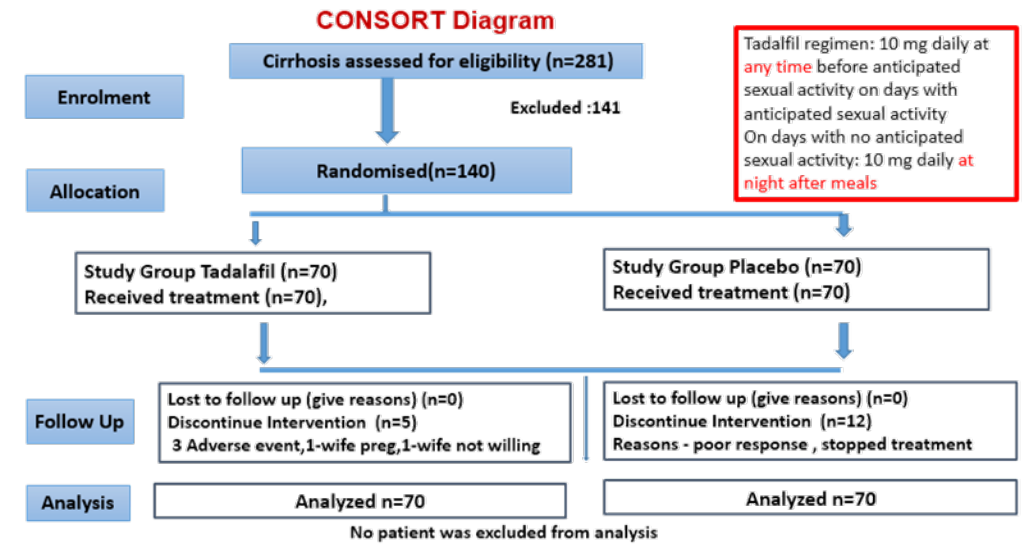 CONSORT Diagram
Cirrhosis assessed for eligibility (n=281)
Enrolment
Excluded :141
Tadalfil regimen: 10 mg daily at
any time before anticipated
sexual activity on days with
anticipated sexual activity
On days with no anticipated
sexual activity: 10 mg daily at
night after meals
Randomised(n=140)
Allocation
Study Group Tadalafil (n=70)
Received treatment (n=70),
Study Group Placebo (n=70)
Received treatment (n=70)
Follow Up
Lost to follow up (give reasons) (n=0)
Discontinue Intervention (n=5)
3 Adverse event,1-wife preg,1-wife not willing
Lost to follow up (give reasons) (n=0)
Discontinue Intervention (n=12)
Reasons - poor response , stopped treatment
Analysis
Analyzed n=70
Analyzed n=70
No patient was excluded from analysis